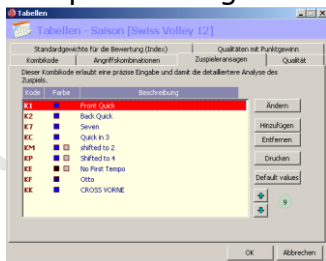 Tabellen
Tabellen - Saison [Swiss Volley 12]
Standardgewichte für die Bewertung (Index)
Qualitäten mit Punktgewinn
Kombikode
Angriffskombinationen
Zuspieleransagen
Qualität
Dieser Kombikode erlaubt eine präzise Eingabe und damit die detailliertere Analyse des
Zuspiels.
Kode Farbe Beschreibung
K1 Front Quick
K2 Back Quick
K7 Seven
KC Quick in 3
KM shifted to 2
KP Shifted to 4
KE No First Tempo
KF Otto
KK CROSS VORNE
Ändern
Hinzufügen
Entfernen
Drucken
Default values
9
OK
Abbrechen